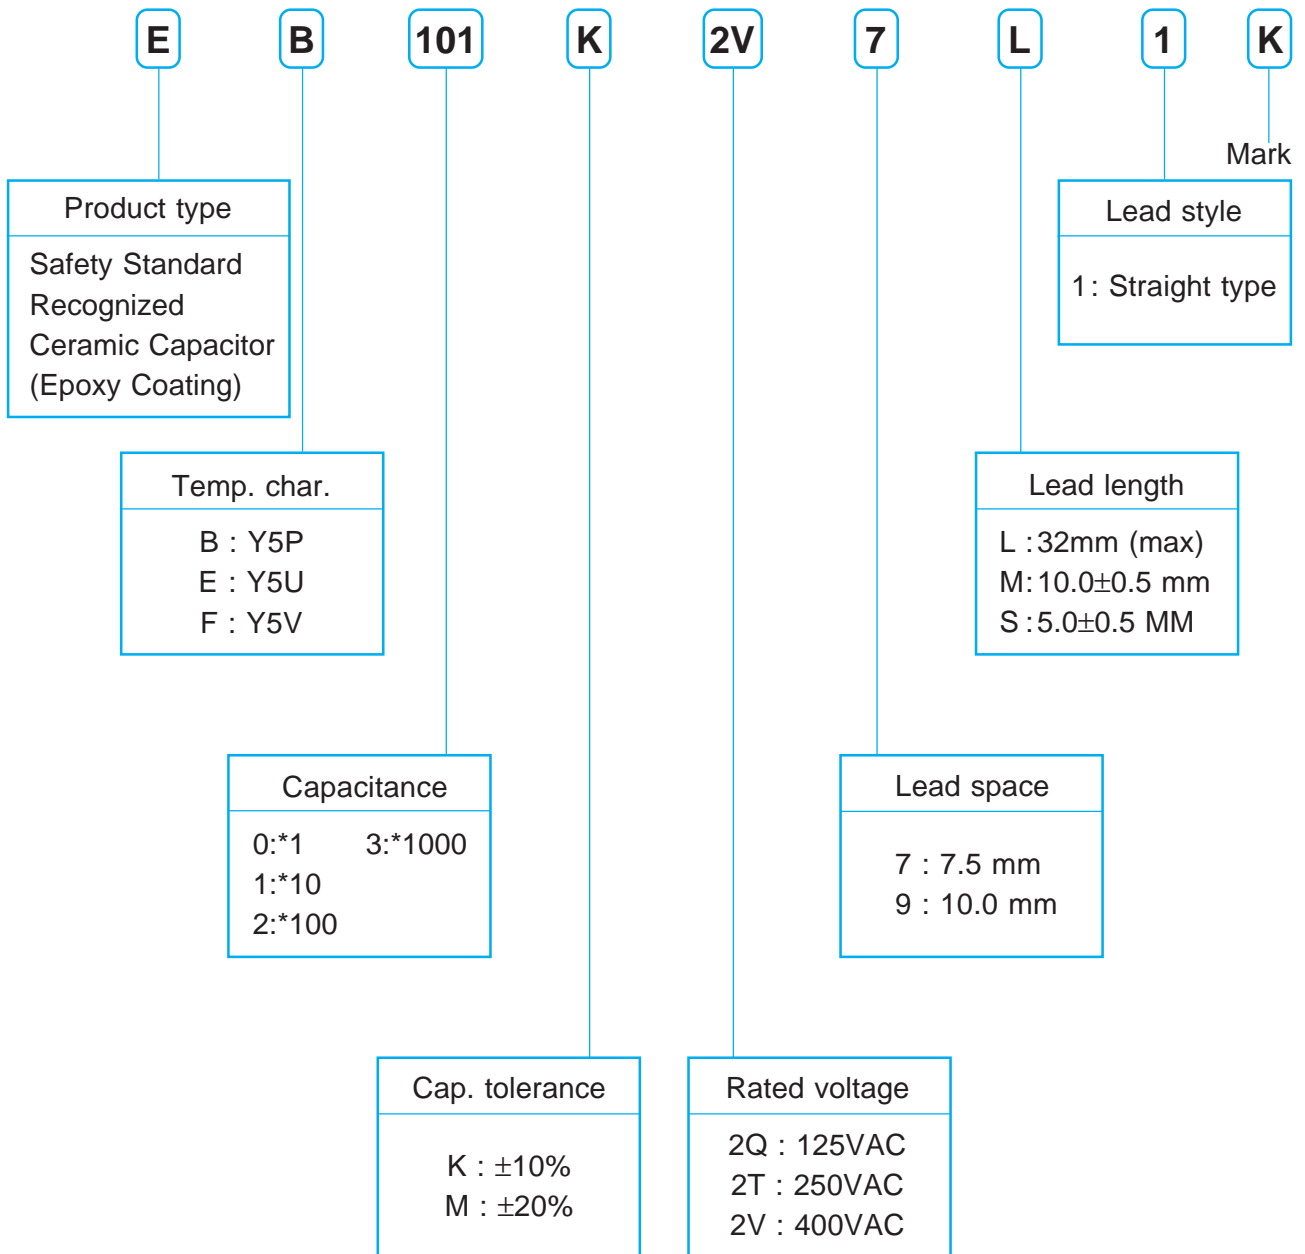 E B 101 K 2V 7 L 1 K
Mark
Product type
Safety Standard
Recognized
Ceramic Capacitor
(Epoxy Coating)
Lead style
1: Straight type
Temp. char.
B : Y5P
E : Y5U
F : Y5V
Lead length
L :32mm (max)
M:10.0±0.5 mm
S :5.0±0.5 MM
Capacitance
0:*1 3:*1000
1:*10
2:*100
Lead space
7 : 7.5 mm
9 : 10.0 mm
Cap. tolerance
K : ±10%
M : ±20%
Rated voltage
2Q : 125VAC
2T : 250VAC
2V : 400VAC